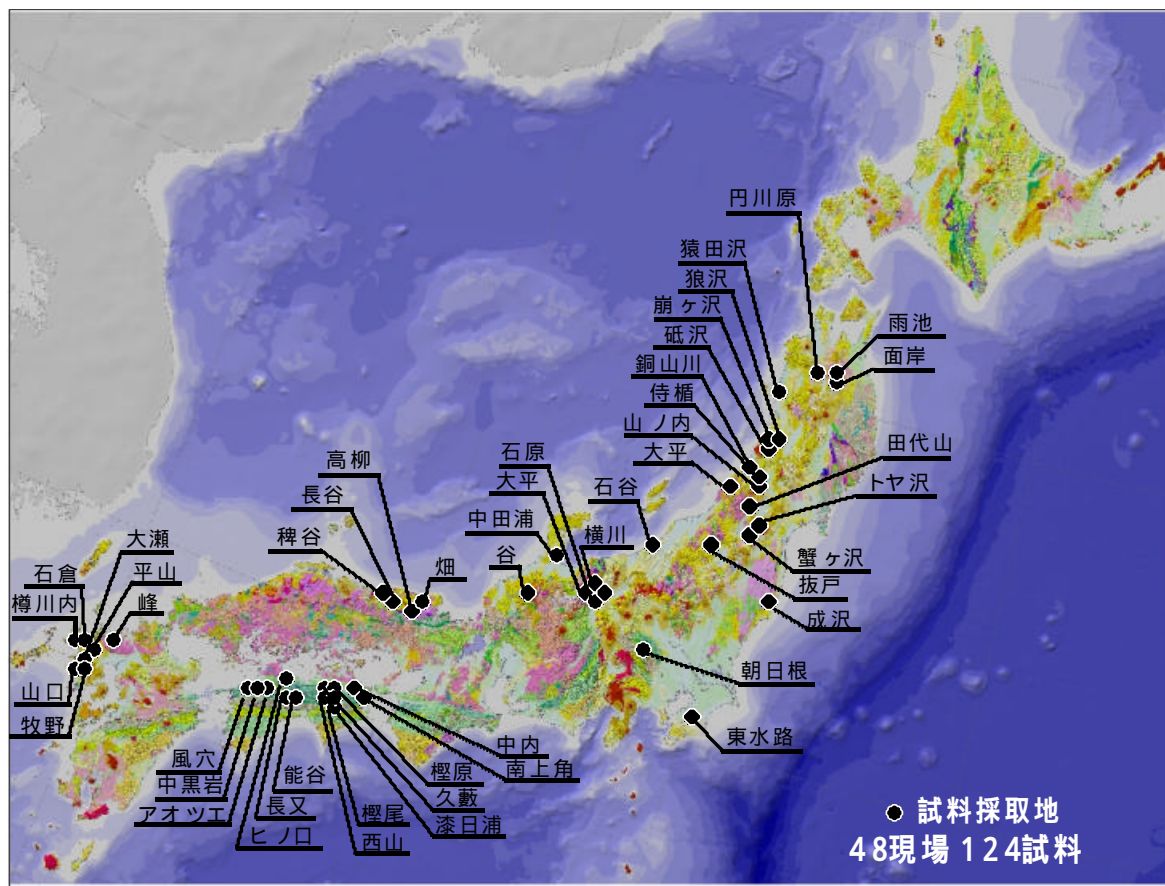 円川原
猿田沢
狼沢
崩ヶ沢
砥沢
銅山川
侍楯
山ノ内
大平
雨池
面岸
田代山
トヤ沢
蟹ヶ沢
抜戸
成沢
朝日根
東水路
石原
大平
石谷
中田浦
横川
谷
高柳
長谷
稗谷
畑
大瀬
石倉
平山
樽川内
峰
山口
牧野
風穴
中黒岩
アオツエ
能谷
長又
ヒノ口
樫尾
西山
中内
南上角
樫原
久藪
漆日浦
試料採取地
48現場 124試料